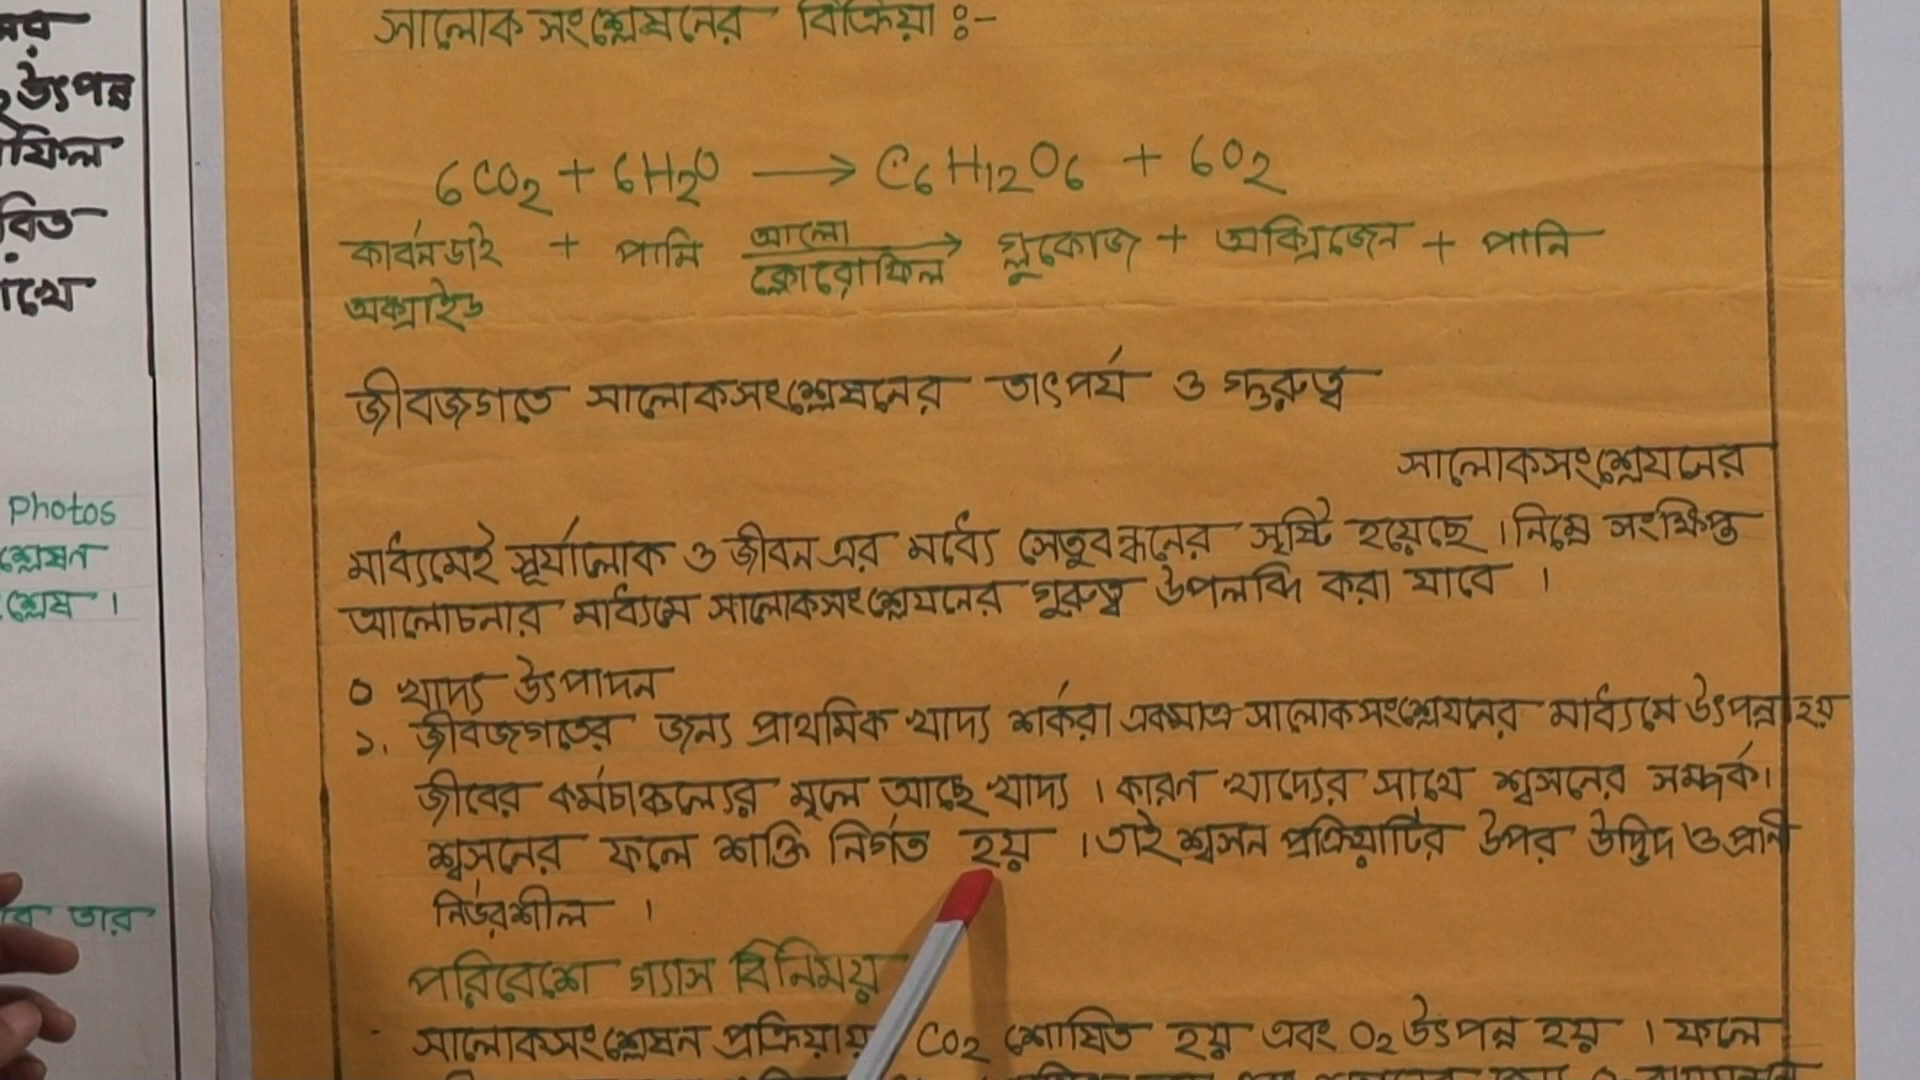 সালোক সংশ্লেষনের বিক্রিয়া ঃ-
6CO2 + 6H2O ⟶ C6H12O6 + 6O2
কার্বনডাই + পানি আলো ⟶ গ্লুকোজ + অক্সিজেন + পানি
অক্সাইড ক্লোরোফিল
জীবজগতে সালোকসংশ্লেষনের তাৎপর্য ও গুরুত্ব
সালোকসংশ্লেষনের
মাধ্যমেই সূর্যালোক ও জীবন এর মধ্যে সেতুবন্ধনের সৃষ্টি হয়েছে । নিম্নে সংক্ষিপ্ত
আলোচনার মাধ্যমে সালোকসংশ্লেষনের গুরুত্ব উপলব্দি করা যাবে ।
০ খাদ্য উৎপাদন
১. জীবজগতের জন্য প্রাথমিক খাদ্য শর্করা একমাত্র সালোকসংশ্লেষনের মাধ্যমে উৎপন্ন হয়
জীবের কর্মচাঞ্চল্যের মূলে আছে খাদ্য । কারণ খাদ্যের সাথে শ্বসনের সম্পর্ক।
শ্বসনের ফলে শক্তি নির্গত হয় । তাই শ্বসন প্রক্রিয়াটির উপর উদ্ভিদ ও প্রানী
নির্ভরশীল ।
পরিবেশে গ্যাস বিনিময়
সালোকসংশ্লেষন প্রক্রিয়ায় CO2 শোষিত হয় এবং O2 উৎপন্ন হয় । ফলে
উৎপন্ন
Photos
শ্লেষন
শ্লেষ ।
তার